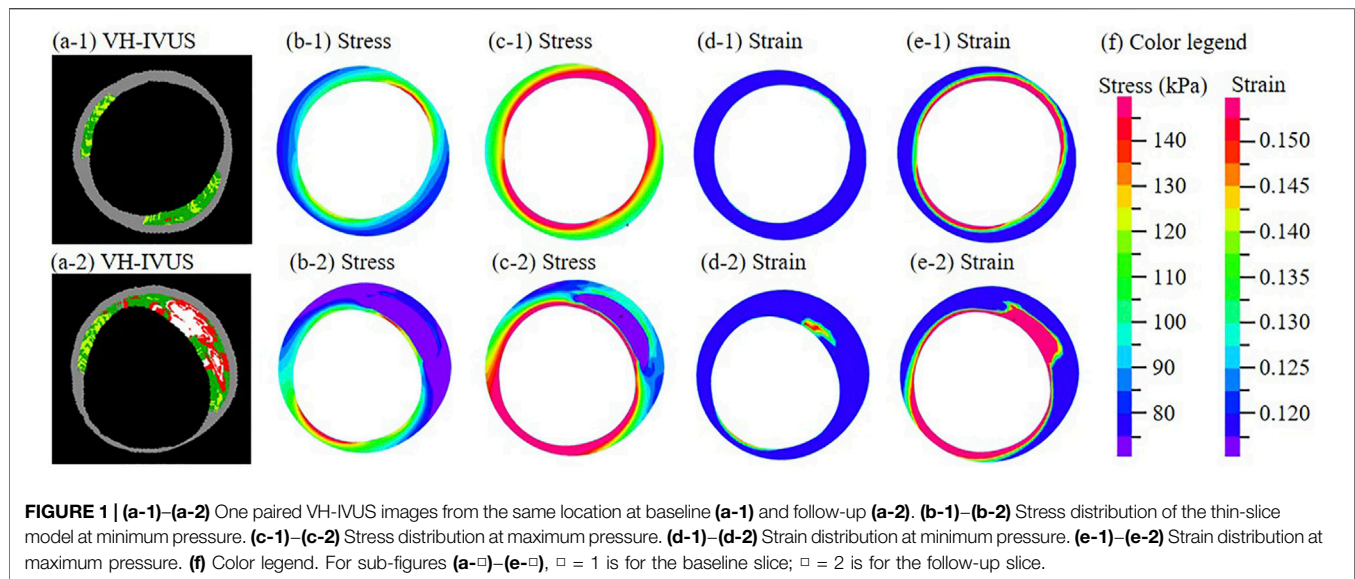 (a-1) VH-IVUS
(b-1) Stress
(c-1) Stress
(d-1) Strain
(e-1) Strain
(f) Color legend
Stress (kPa)
Strain
140
130
120
110
100
90
80
0.150
0.145
0.140
0.135
0.130
0.125
0.120
(a-2) VH-IVUS
(b-2) Stress
(c-2) Stress
(d-2) Strain
(e-2) Strain
FIGURE 1 | (a-1)–(a-2) One paired VH-IVUS images from the same location at baseline (a-1) and follow-up (a-2). (b-1)–(b-2) Stress distribution of the thin-slice
model at minimum pressure. (c-1)–(c-2) Stress distribution at maximum pressure. (d-1)–(d-2) Strain distribution at minimum pressure. (e-1)–(e-2) Strain distribution at
maximum pressure. (f) Color legend. For sub-figures (a-□)–(e-□), □ = 1 is for the baseline slice; □ = 2 is for the follow-up slice.